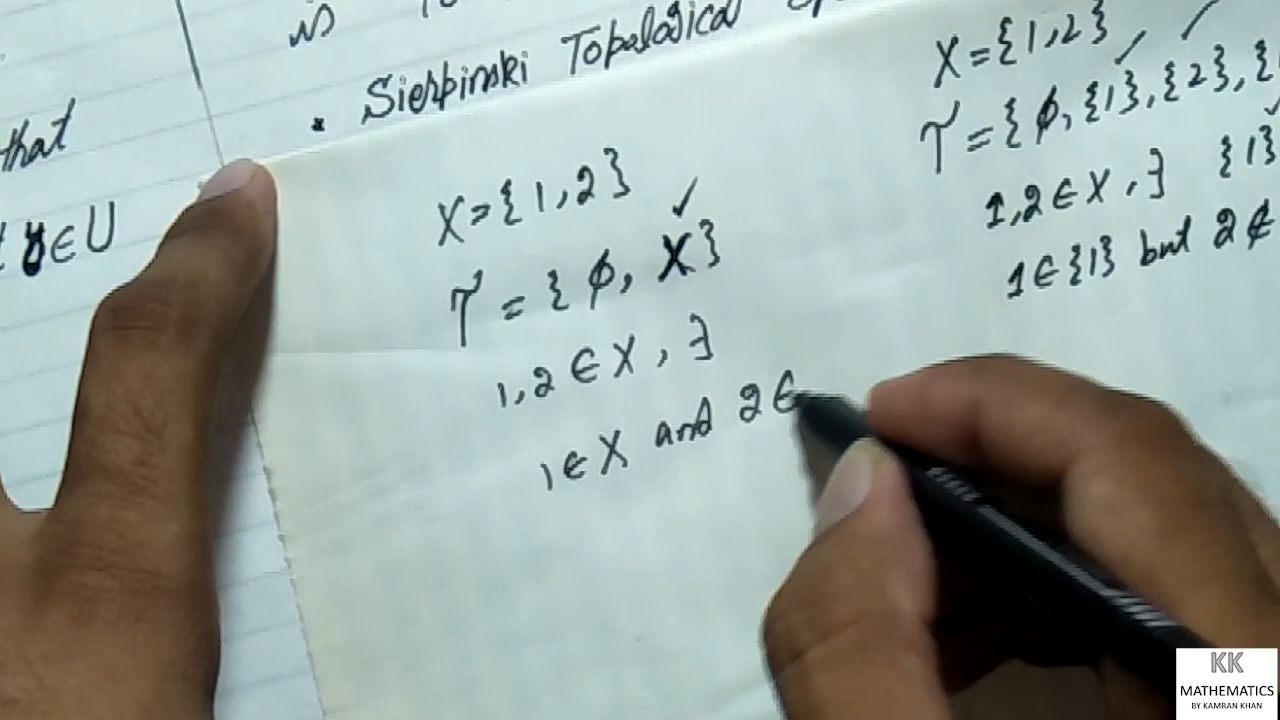 is
• Sierpinski Topological
that
y ∈ U
X = {1,2}
τ = {φ, X}
1,2 ∈ X, ∃
1 ∈ X and 2 ∈
X = {1,2}
τ = {φ, {1}, {2}, {
1,2 ∈ X, ∃ {1}
1 ∈ {1} but 2 ∉
KK
MATHEMATICS
BY KAMRAN KHAN